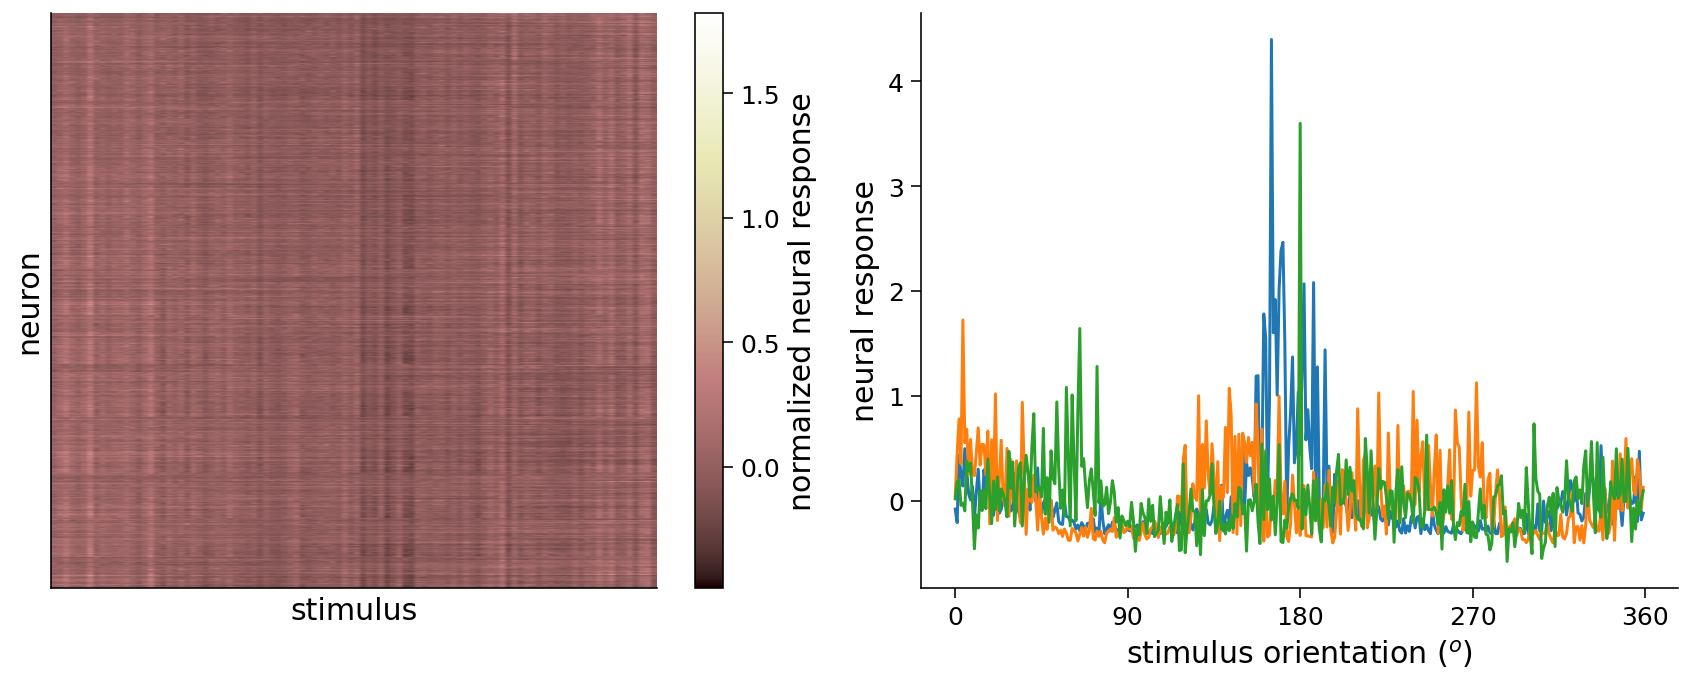 neuron
stimulus
1.5
1.0
0.5
0.0
normalized neural response
neural response
4
3
2
1
0
0 90 180 270 360
stimulus orientation (o)